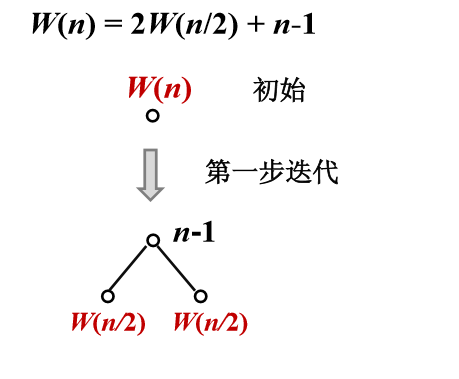 W(n) = 2W(n/2) + n-1
W(n) 初始
第一步迭代
n-1
W(n/2) W(n/2)